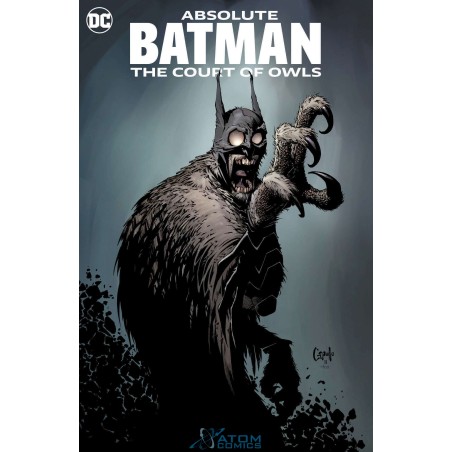 DC
ABSOLUTE
BATMAN
THE COURT OF OWLS
ATOM
COMICS